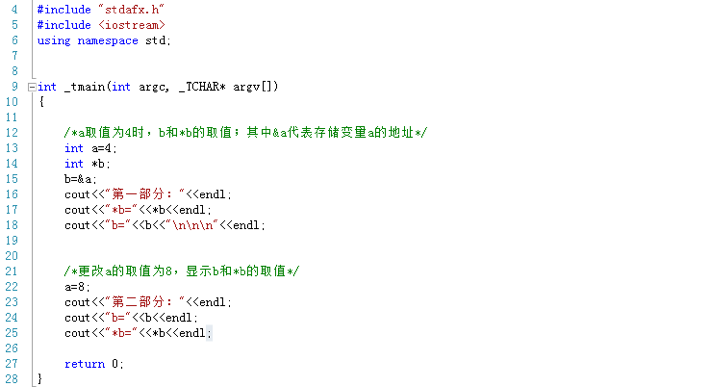 4 #include "stdafx.h"
5 #include <iostream>
6 using namespace std;
7
8
9 int _tmain(int argc, _TCHAR* argv[])
10 {
11
12 /*a取值为4时，b和*b的取值；其中&a代表存储变量a的地址*/
13 int a=4;
14 int *b;
15 b=&a;
16 cout<<"第一部分："<<endl;
17 cout<<"*b="<<*b<<endl;
18 cout<<"b="<<b<<"\n\n\n"<<endl;
19
20
21 /*更改a的取值为8，显示b和*b的取值*/
22 a=8;
23 cout<<"第二部分："<<endl;
24 cout<<"b="<<b<<endl;
25 cout<<"*b="<<*b<<endl;
26
27 return 0;
28 }